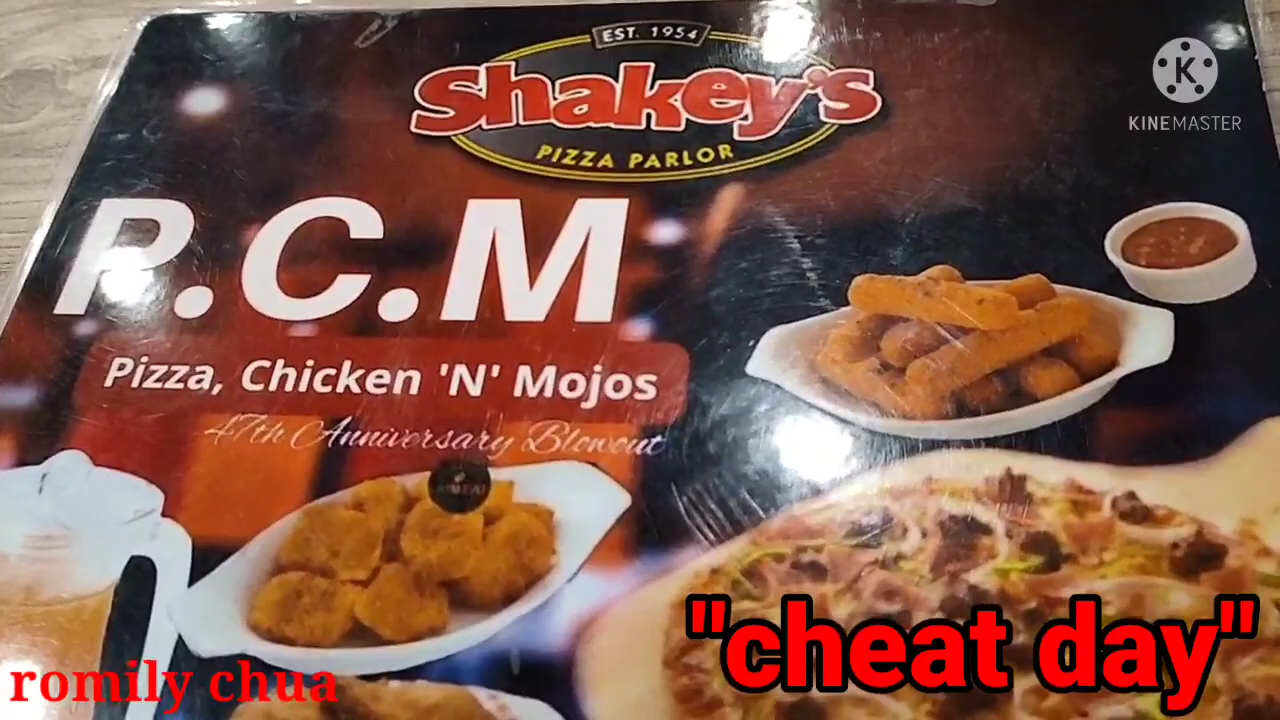 EST. 1954
Shakey's
PIZZA PARLOR
KINEMASTER
P.C.M
Pizza, Chicken 'N' Mojos
47th Anniversary Blowout
"cheat day"
romily chua